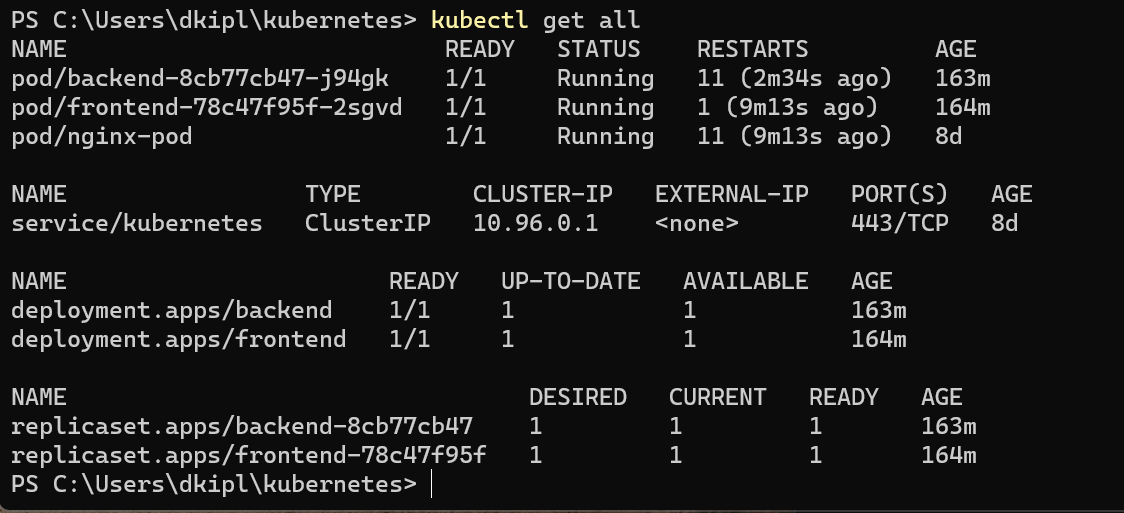 PS C:\Users\dkipl\kubernetes> kubectl get all
NAME READY STATUS RESTARTS AGE
pod/backend-8cb77cb47-j94gk 1/1 Running 11 (2m34s ago) 163m
pod/frontend-78c47f95f-2sgvd 1/1 Running 1 (9m13s ago) 164m
pod/nginx-pod 1/1 Running 11 (9m13s ago) 8d
NAME TYPE CLUSTER-IP EXTERNAL-IP PORT(S) AGE
service/kubernetes ClusterIP 10.96.0.1 <none> 443/TCP 8d
NAME READY UP-TO-DATE AVAILABLE AGE
deployment.apps/backend 1/1 1 1 163m
deployment.apps/frontend 1/1 1 1 164m
NAME DESIRED CURRENT READY AGE
replicaset.apps/backend-8cb77cb47 1 1 1 163m
replicaset.apps/frontend-78c47f95f 1 1 1 164m
PS C:\Users\dkipl\kubernetes>